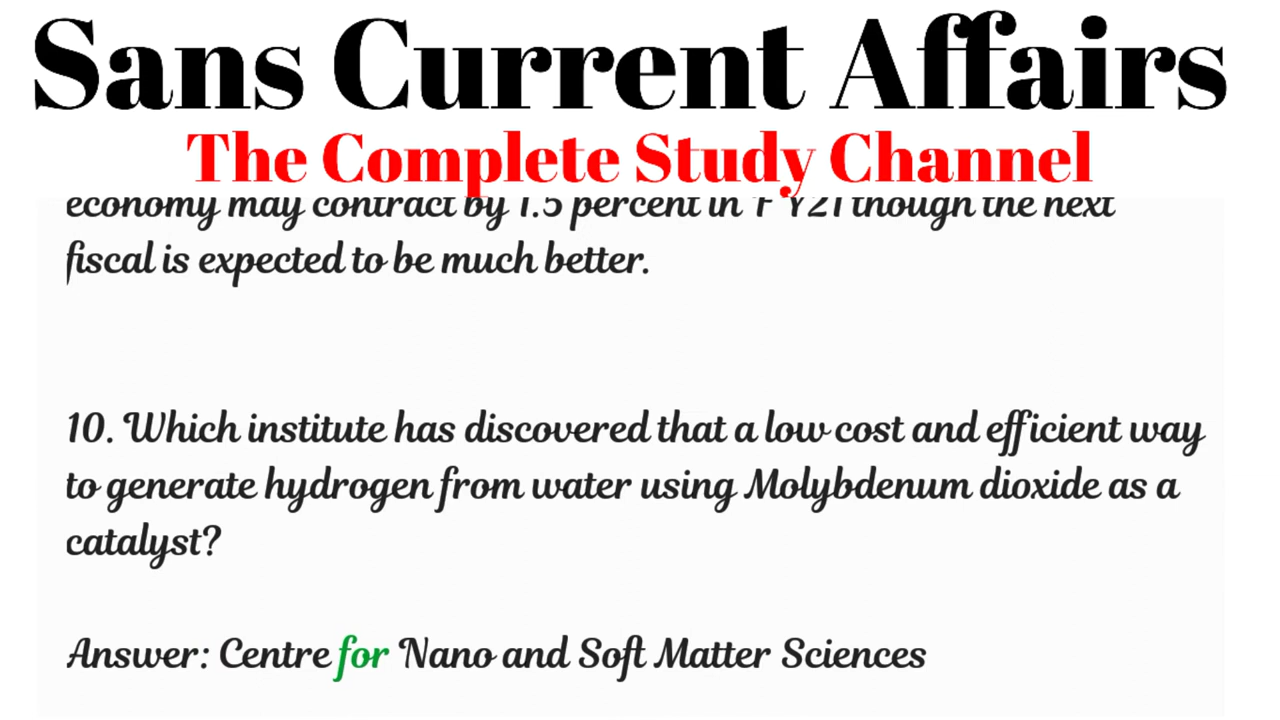 Sans Current Affairs
The Complete Study Channel
economy may contract by 1.5 percent in FY21 though the next
fiscal is expected to be much better.
10. Which institute has discovered that a low cost and efficient way
to generate hydrogen from water using Molybdenum dioxide as a
catalyst?
Answer: Centre for Nano and Soft Matter Sciences